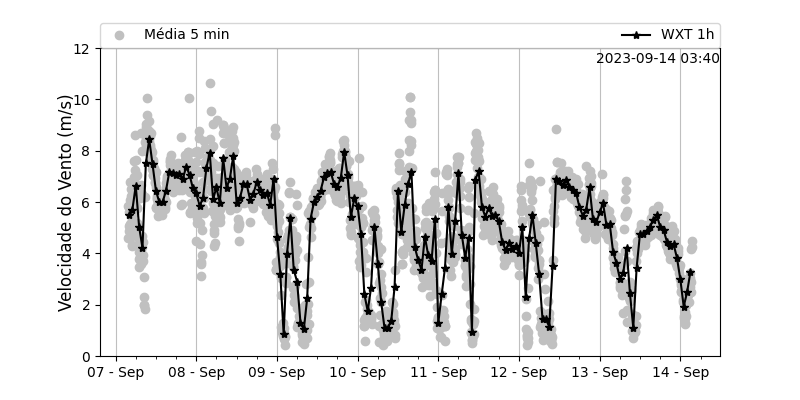 Média 5 min WXT 1h
2023-09-14 03:40
Velocidade do Vento (m/s)
12
10
8
6
4
2
0
07 - Sep 08 - Sep 09 - Sep 10 - Sep 11 - Sep 12 - Sep 13 - Sep 14 - Sep